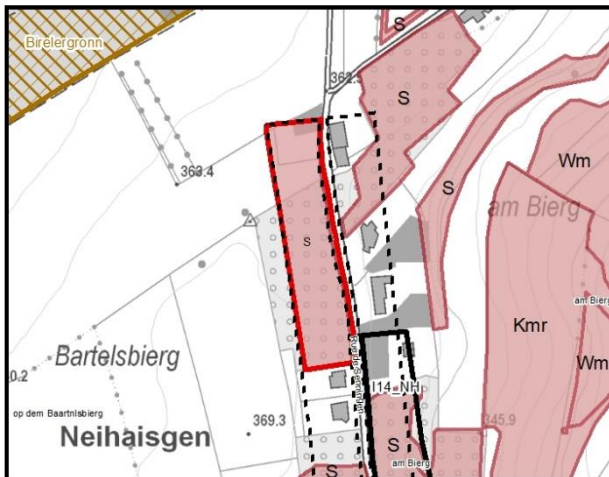 Birelergronn
S
362.5
S
Wm
363.4
S
am Bierg
S
am Bierg
Kmr
Bartelsbierg
Wm
0.2
I14_NH
op dem Baartnlsbierg
369.3
345.9
Neihaisgen
S
am Bierg
S